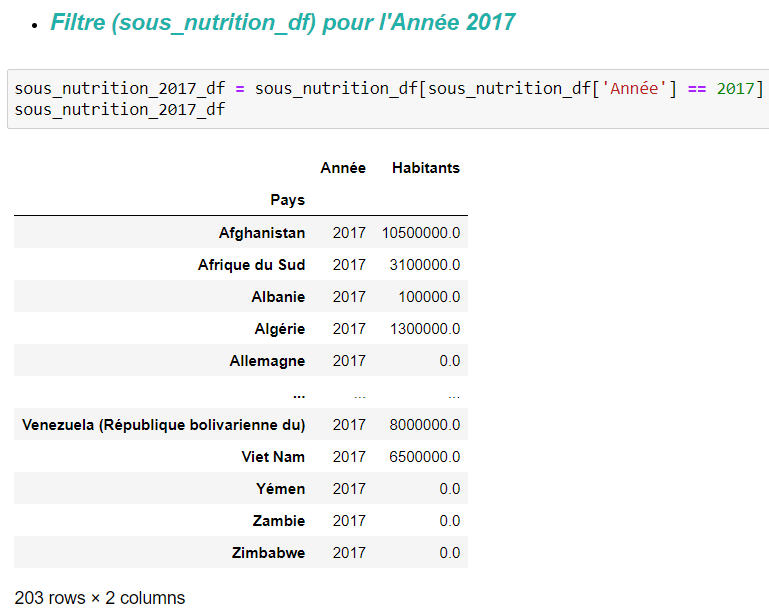 • Filtre (sous_nutrition_df) pour l'Année 2017
sous_nutrition_2017_df = sous_nutrition_df[sous_nutrition_df['Année'] == 2017]
sous_nutrition_2017_df
Année Habitants
Pays
Afghanistan 2017 10500000.0
Afrique du Sud 2017 3100000.0
Albanie 2017 100000.0
Algérie 2017 1300000.0
Allemagne 2017 0.0
... ... ...
Venezuela (République bolivarienne du) 2017 8000000.0
Viet Nam 2017 6500000.0
Yémen 2017 0.0
Zambie 2017 0.0
Zimbabwe 2017 0.0
203 rows × 2 columns